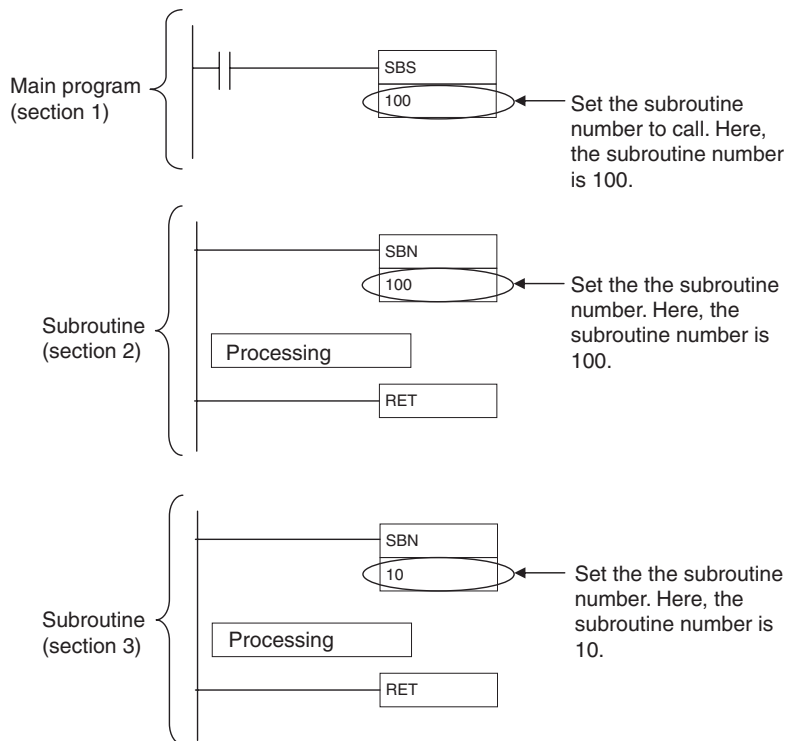 Main program
(section 1)
SBS
100
Set the subroutine
number to call. Here,
the subroutine number
is 100.
Subroutine
(section 2)
SBN
100
Set the the subroutine
number. Here, the
subroutine number is
100.
Processing
RET
Subroutine
(section 3)
SBN
10
Set the the subroutine
number. Here, the
subroutine number is
10.
Processing
RET